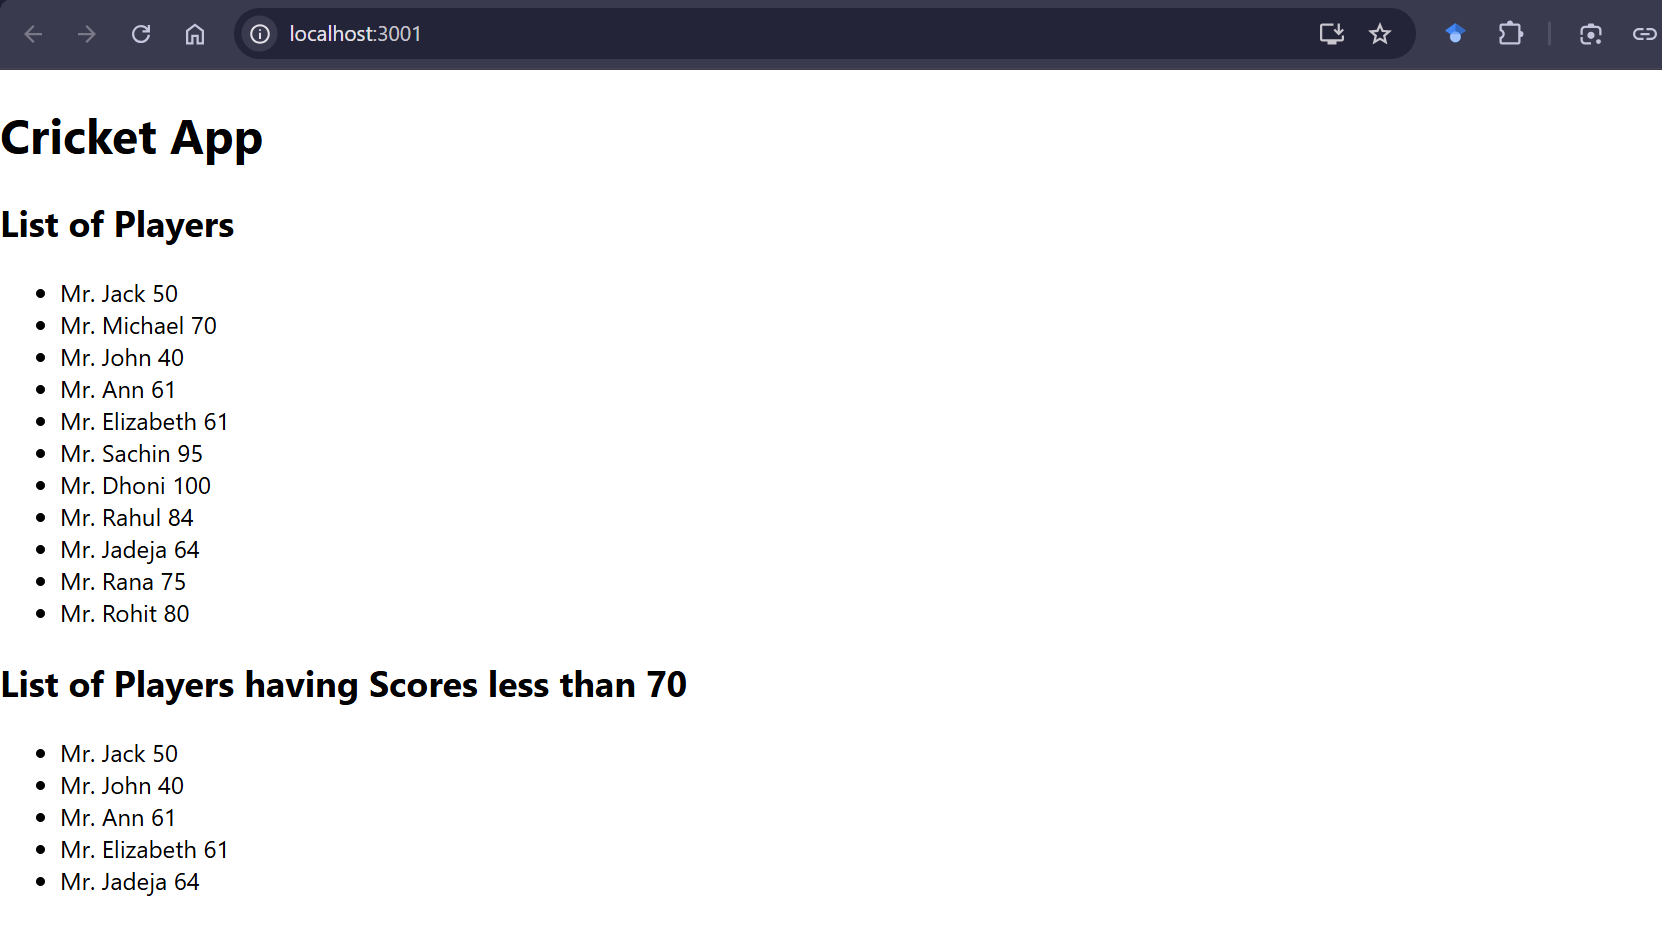 localhost:3001
Cricket App
List of Players
Mr. Jack 50
Mr. Michael 70
Mr. John 40
Mr. Ann 61
Mr. Elizabeth 61
Mr. Sachin 95
Mr. Dhoni 100
Mr. Rahul 84
Mr. Jadeja 64
Mr. Rana 75
Mr. Rohit 80
List of Players having Scores less than 70
Mr. Jack 50
Mr. John 40
Mr. Ann 61
Mr. Elizabeth 61
Mr. Jadeja 64